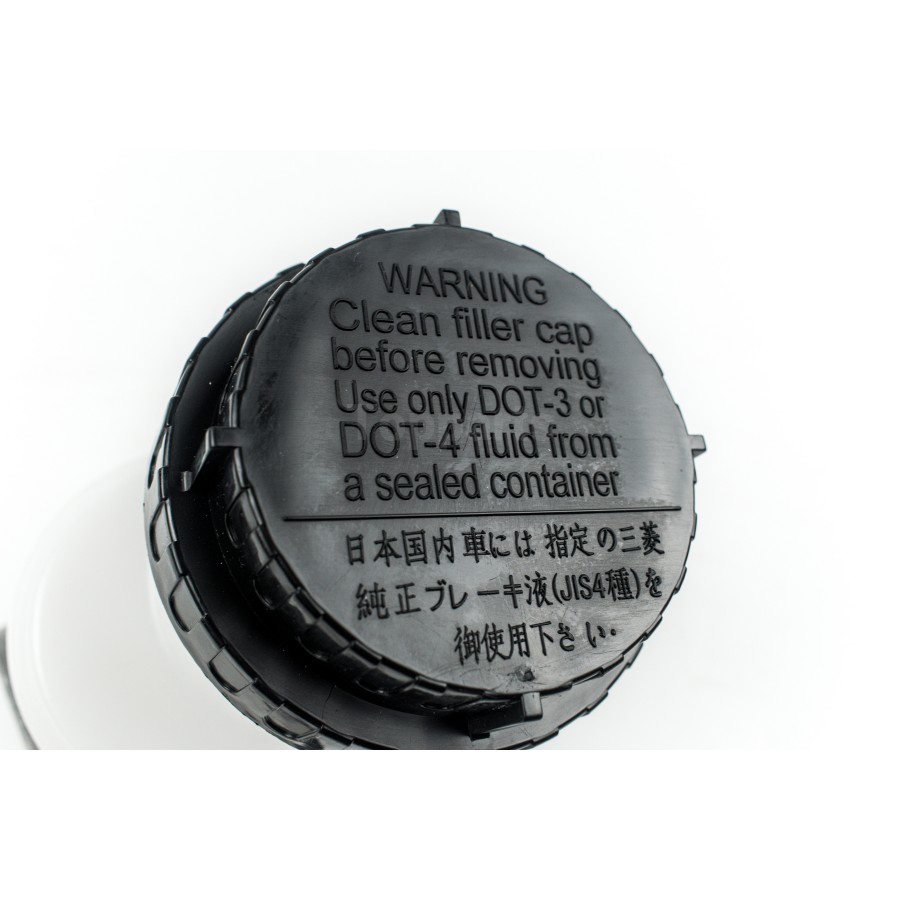 WARNING
Clean filler cap
before removing
Use only DOT-3 or
DOT-4 fluid from
a sealed container
日本国内車には指定の三菱
純正ブレーキ液(JIS4種)を
御使用下さい.